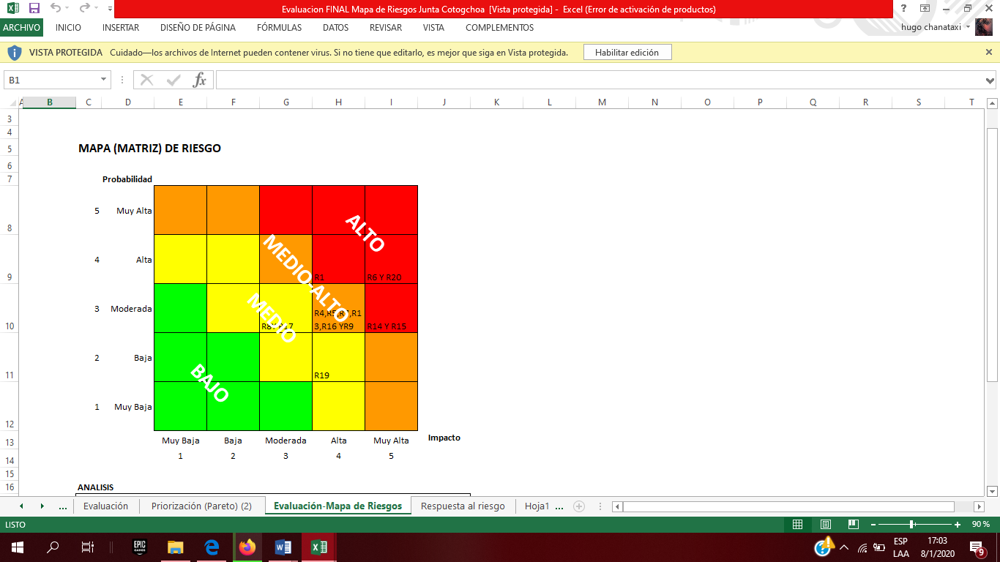 Evaluacion FINAL Mapa de Riesgos Junta Cotogchoa [Vista protegida] - Excel (Error de activación de productos)
ARCHIVO INICIO INSERTAR DISEÑO DE PÁGINA FÓRMULAS DATOS REVISAR VISTA COMPLEMENTOS hugo chanataxi
VISTA PROTEGIDA Cuidado—los archivos de Internet pueden contener virus. Si no tiene que editarlo, es mejor que siga en Vista protegida. Habilitar edición
B1 fx
A B C D E F G H I J K L M N O P Q R S T
3
4
5 MAPA (MATRIZ) DE RIESGO
6
7 Probabilidad
5 Muy Alta
8
ALTO
4 Alta
9 R1 R6 Y R20
MEDIO-ALTO
3 Moderada R4,R5,R7,R1
10 R8Y R17 3,R16 YR9 R14 Y R15
MEDIO
2 Baja
11 R19
BAJO
1 Muy Baja
12
13 Muy Baja Baja Moderada Alta Muy Alta Impacto
14 1 2 3 4 5
15
16 ANALISIS
... Evaluación Priorización (Pareto) (2) Evaluación-Mapa de Riesgos Respuesta al riesgo Hoja1 ...
LISTO 90 %
EPIC GAMES ESP 17:03
LAA 8/1/2020 9